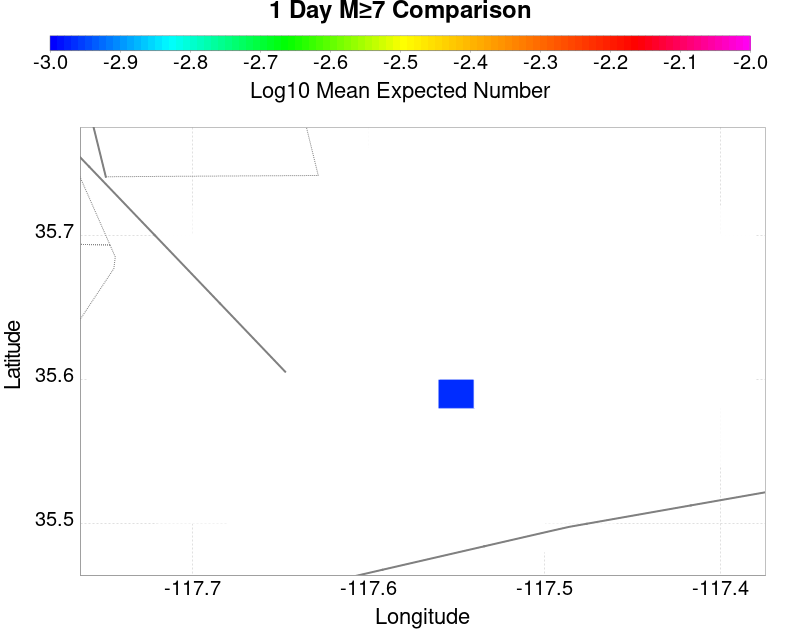 1 Day M≥7 Comparison
-3.0 -2.9 -2.8 -2.7 -2.6 -2.5 -2.4 -2.3 -2.2 -2.1 -2.0
Log10 Mean Expected Number
35.7
35.6
35.5
Latitude
-117.7 -117.6 -117.5 -117.4
Longitude